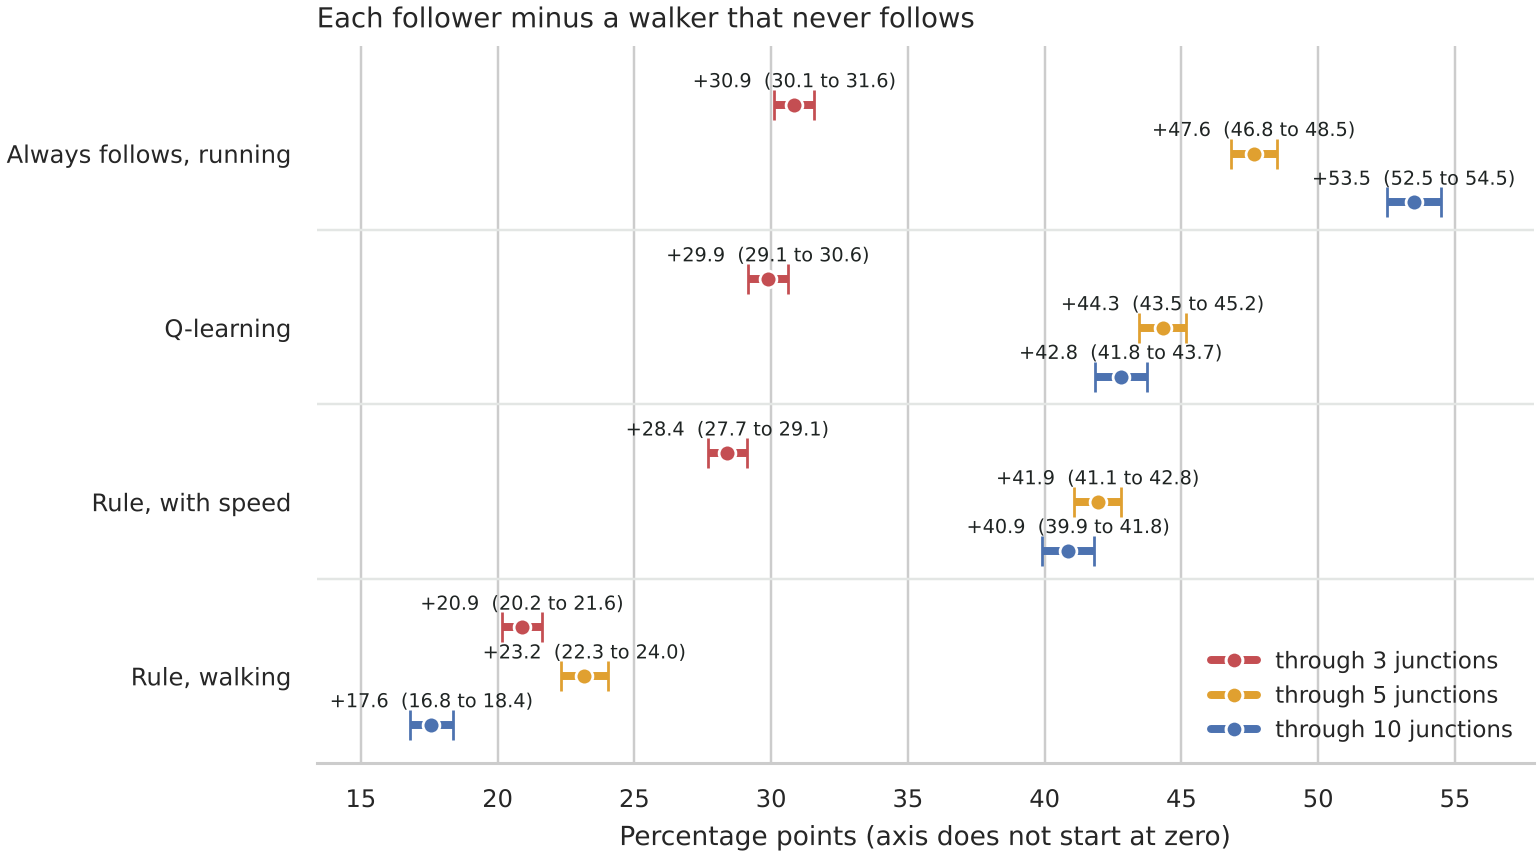 Each follower minus a walker that never follows
+30.9 (30.1 to 31.6)
+47.6 (46.8 to 48.5)
Always follows, running
+53.5 (52.5 to 54.5)
+29.9 (29.1 to 30.6)
+44.3 (43.5 to 45.2)
Q-learning
+42.8 (41.8 to 43.7)
+28.4 (27.7 to 29.1)
+41.9 (41.1 to 42.8)
Rule, with speed
+40.9 (39.9 to 41.8)
+20.9 (20.2 to 21.6)
+23.2 (22.3 to 24.0)
Rule, walking
+17.6 (16.8 to 18.4)
through 3 junctions
through 5 junctions
through 10 junctions
15 20 25 30 35 40 45 50 55
Percentage points (axis does not start at zero)